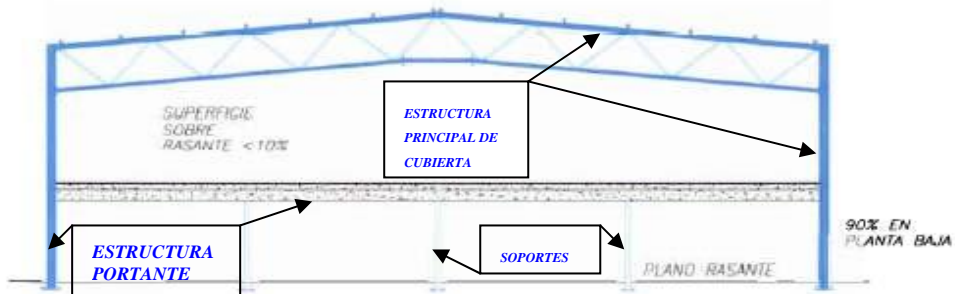 SUPERFICIE
SOBRE
RASANTE <10%
ESTRUCTURA
PRINCIPAL DE
CUBIERTA
90% EN
PLANTA BAJA
ESTRUCTURA
PORTANTE
SOPORTES
PLANO RASANTE